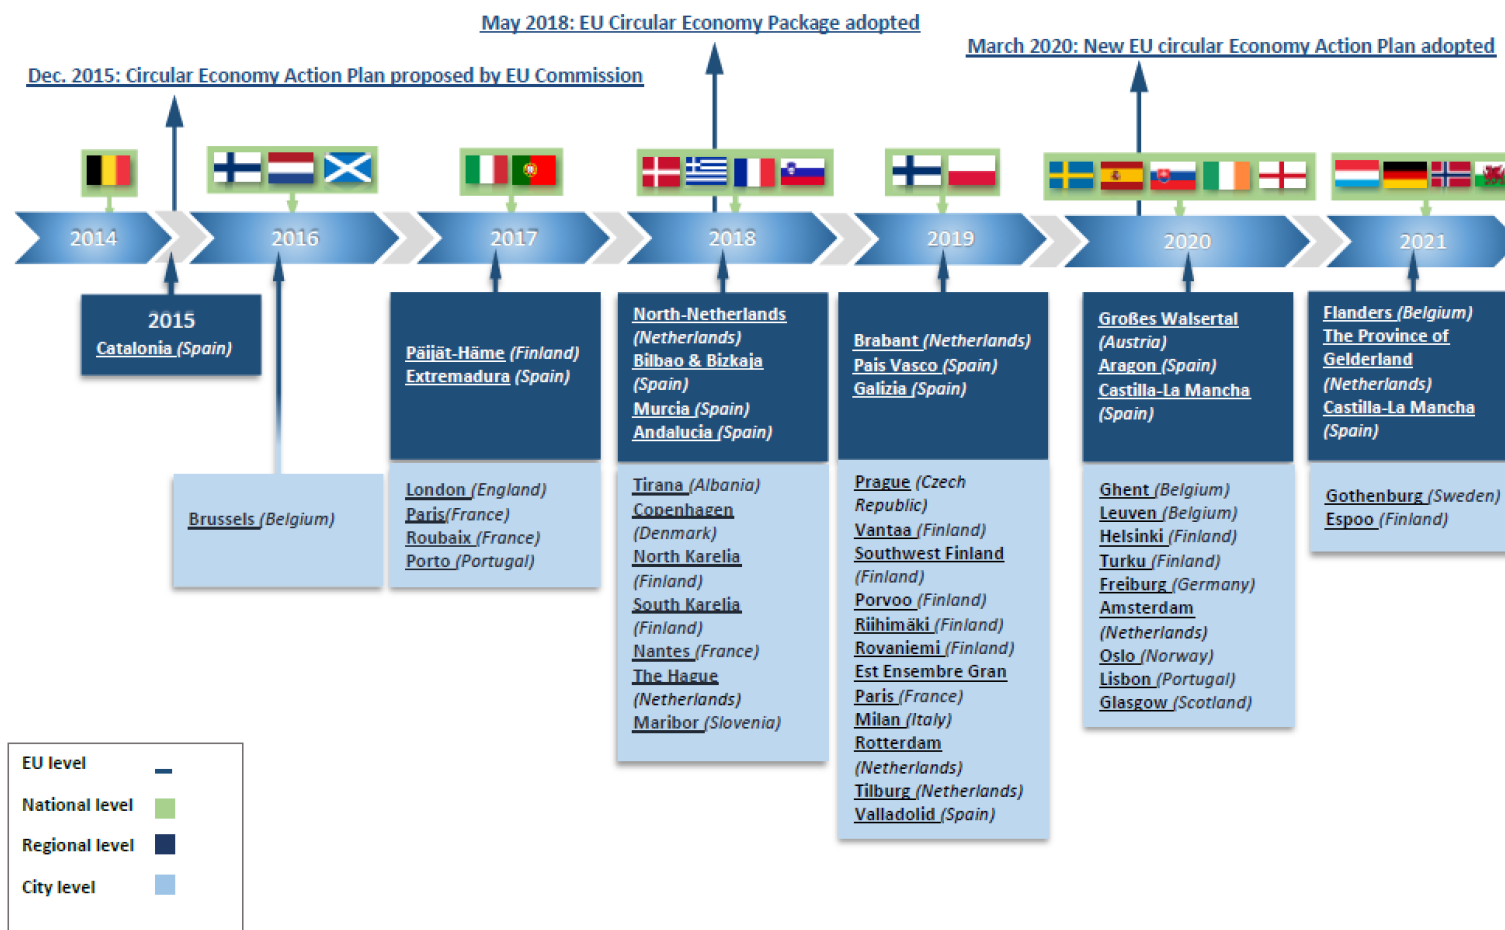 May 2018: EU Circular Economy Package adopted
March 2020: New EU circular Economy Action Plan adopted
Dec. 2015: Circular Economy Action Plan proposed by EU Commission
2014
2016
2017
2018
2019
2020
2021
2015
Catalonia (Spain)
Päijät-Häme (Finland)
Extremadura (Spain)
North-Netherlands
(Netherlands)
Bilbao & Bizkaja
(Spain)
Murcia (Spain)
Andalucia (Spain)
Brabant (Netherlands)
Pais Vasco (Spain)
Galizia (Spain)
Großes Walsertal
(Austria)
Aragon (Spain)
Castilla-La Mancha
(Spain)
Flanders (Belgium)
The Province of
Gelderland
(Netherlands)
Castilla-La Mancha
(Spain)
Brussels (Belgium)
London (England)
Paris(France)
Roubaix (France)
Porto (Portugal)
Tirana (Albania)
Copenhagen
(Denmark)
North Karelia
(Finland)
South Karelia
(Finland)
Nantes (France)
The Hague
(Netherlands)
Maribor (Slovenia)
Prague (Czech
Republic)
Vantaa (Finland)
Southwest Finland
(Finland)
Porvoo (Finland)
Riihimäki (Finland)
Rovaniemi (Finland)
Est Ensembre Gran
Paris (France)
Milan (Italy)
Rotterdam
(Netherlands)
Tilburg (Netherlands)
Valladolid (Spain)
Ghent (Belgium)
Leuven (Belgium)
Helsinki (Finland)
Turku (Finland)
Freiburg (Germany)
Amsterdam
(Netherlands)
Oslo (Norway)
Lisbon (Portugal)
Glasgow (Scotland)
Gothenburg (Sweden)
Espoo (Finland)
EU level
National level
Regional level
City level